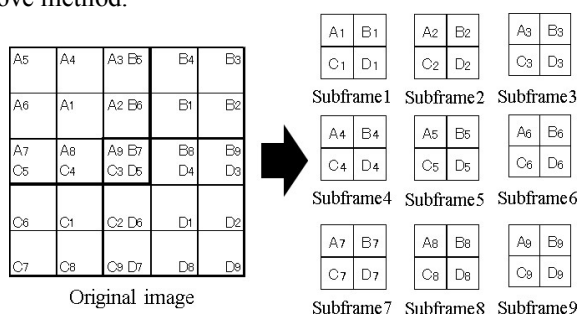 ove method.
A5 A4 A3 B5 B4 B3
A6 A1 A2 B6 B1 B2
A7 A8 A9 B7 B8 B9
C5 C4 C3 D5 D4 D3
C6 C1 C2 D6 D1 D2
C7 C8 C9 D7 D8 D9
Original image
A1 B1 A2 B2 A3 B3
C1 D1 C2 D2 C3 D3
Subframe1 Subframe2 Subframe3
A4 B4 A5 B5 A6 B6
C4 D4 C5 D5 C6 D6
Subframe4 Subframe5 Subframe6
A7 B7 A8 B8 A9 B9
C7 D7 C8 D8 C9 D9
Subframe7 Subframe8 Subframe9